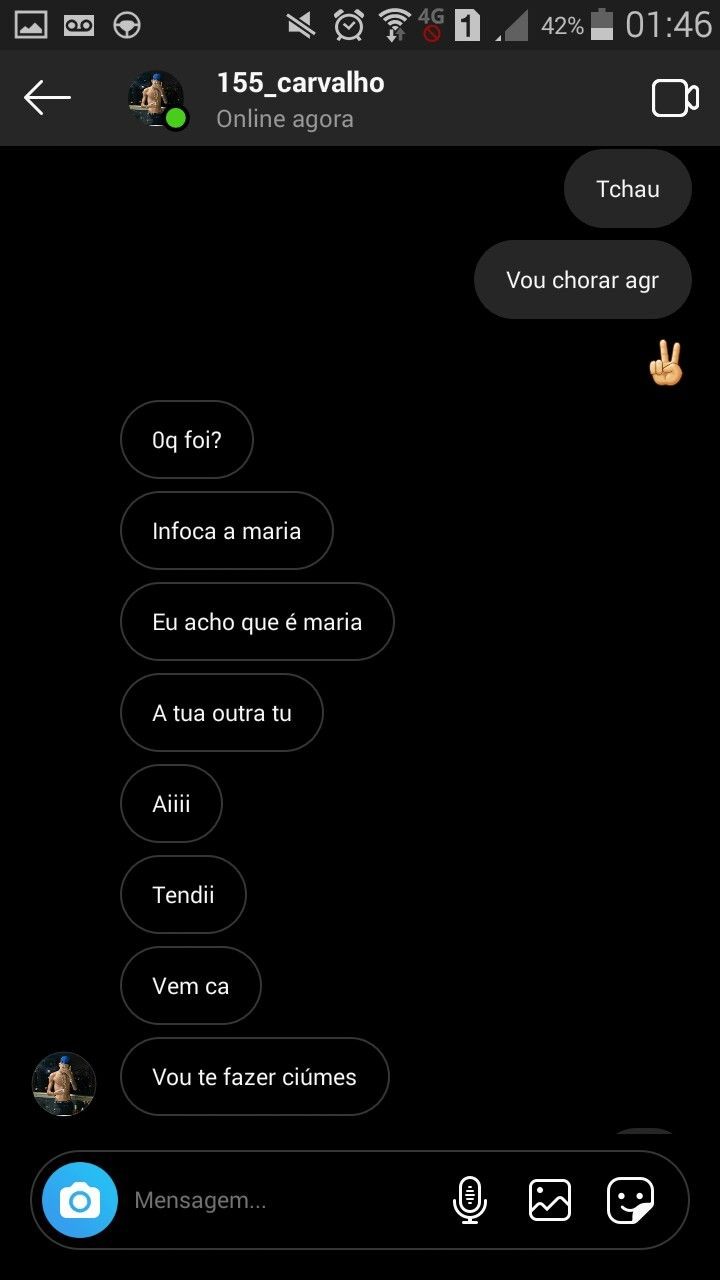 4G 1 42% 01:46
155_carvalho
Online agora
Tchau
Vou chorar agr
0q foi?
Infoca a maria
Eu acho que é maria
A tua outra tu
Aiiii
Tendii
Vem ca
Vou te fazer ciúmes
Mensagem...